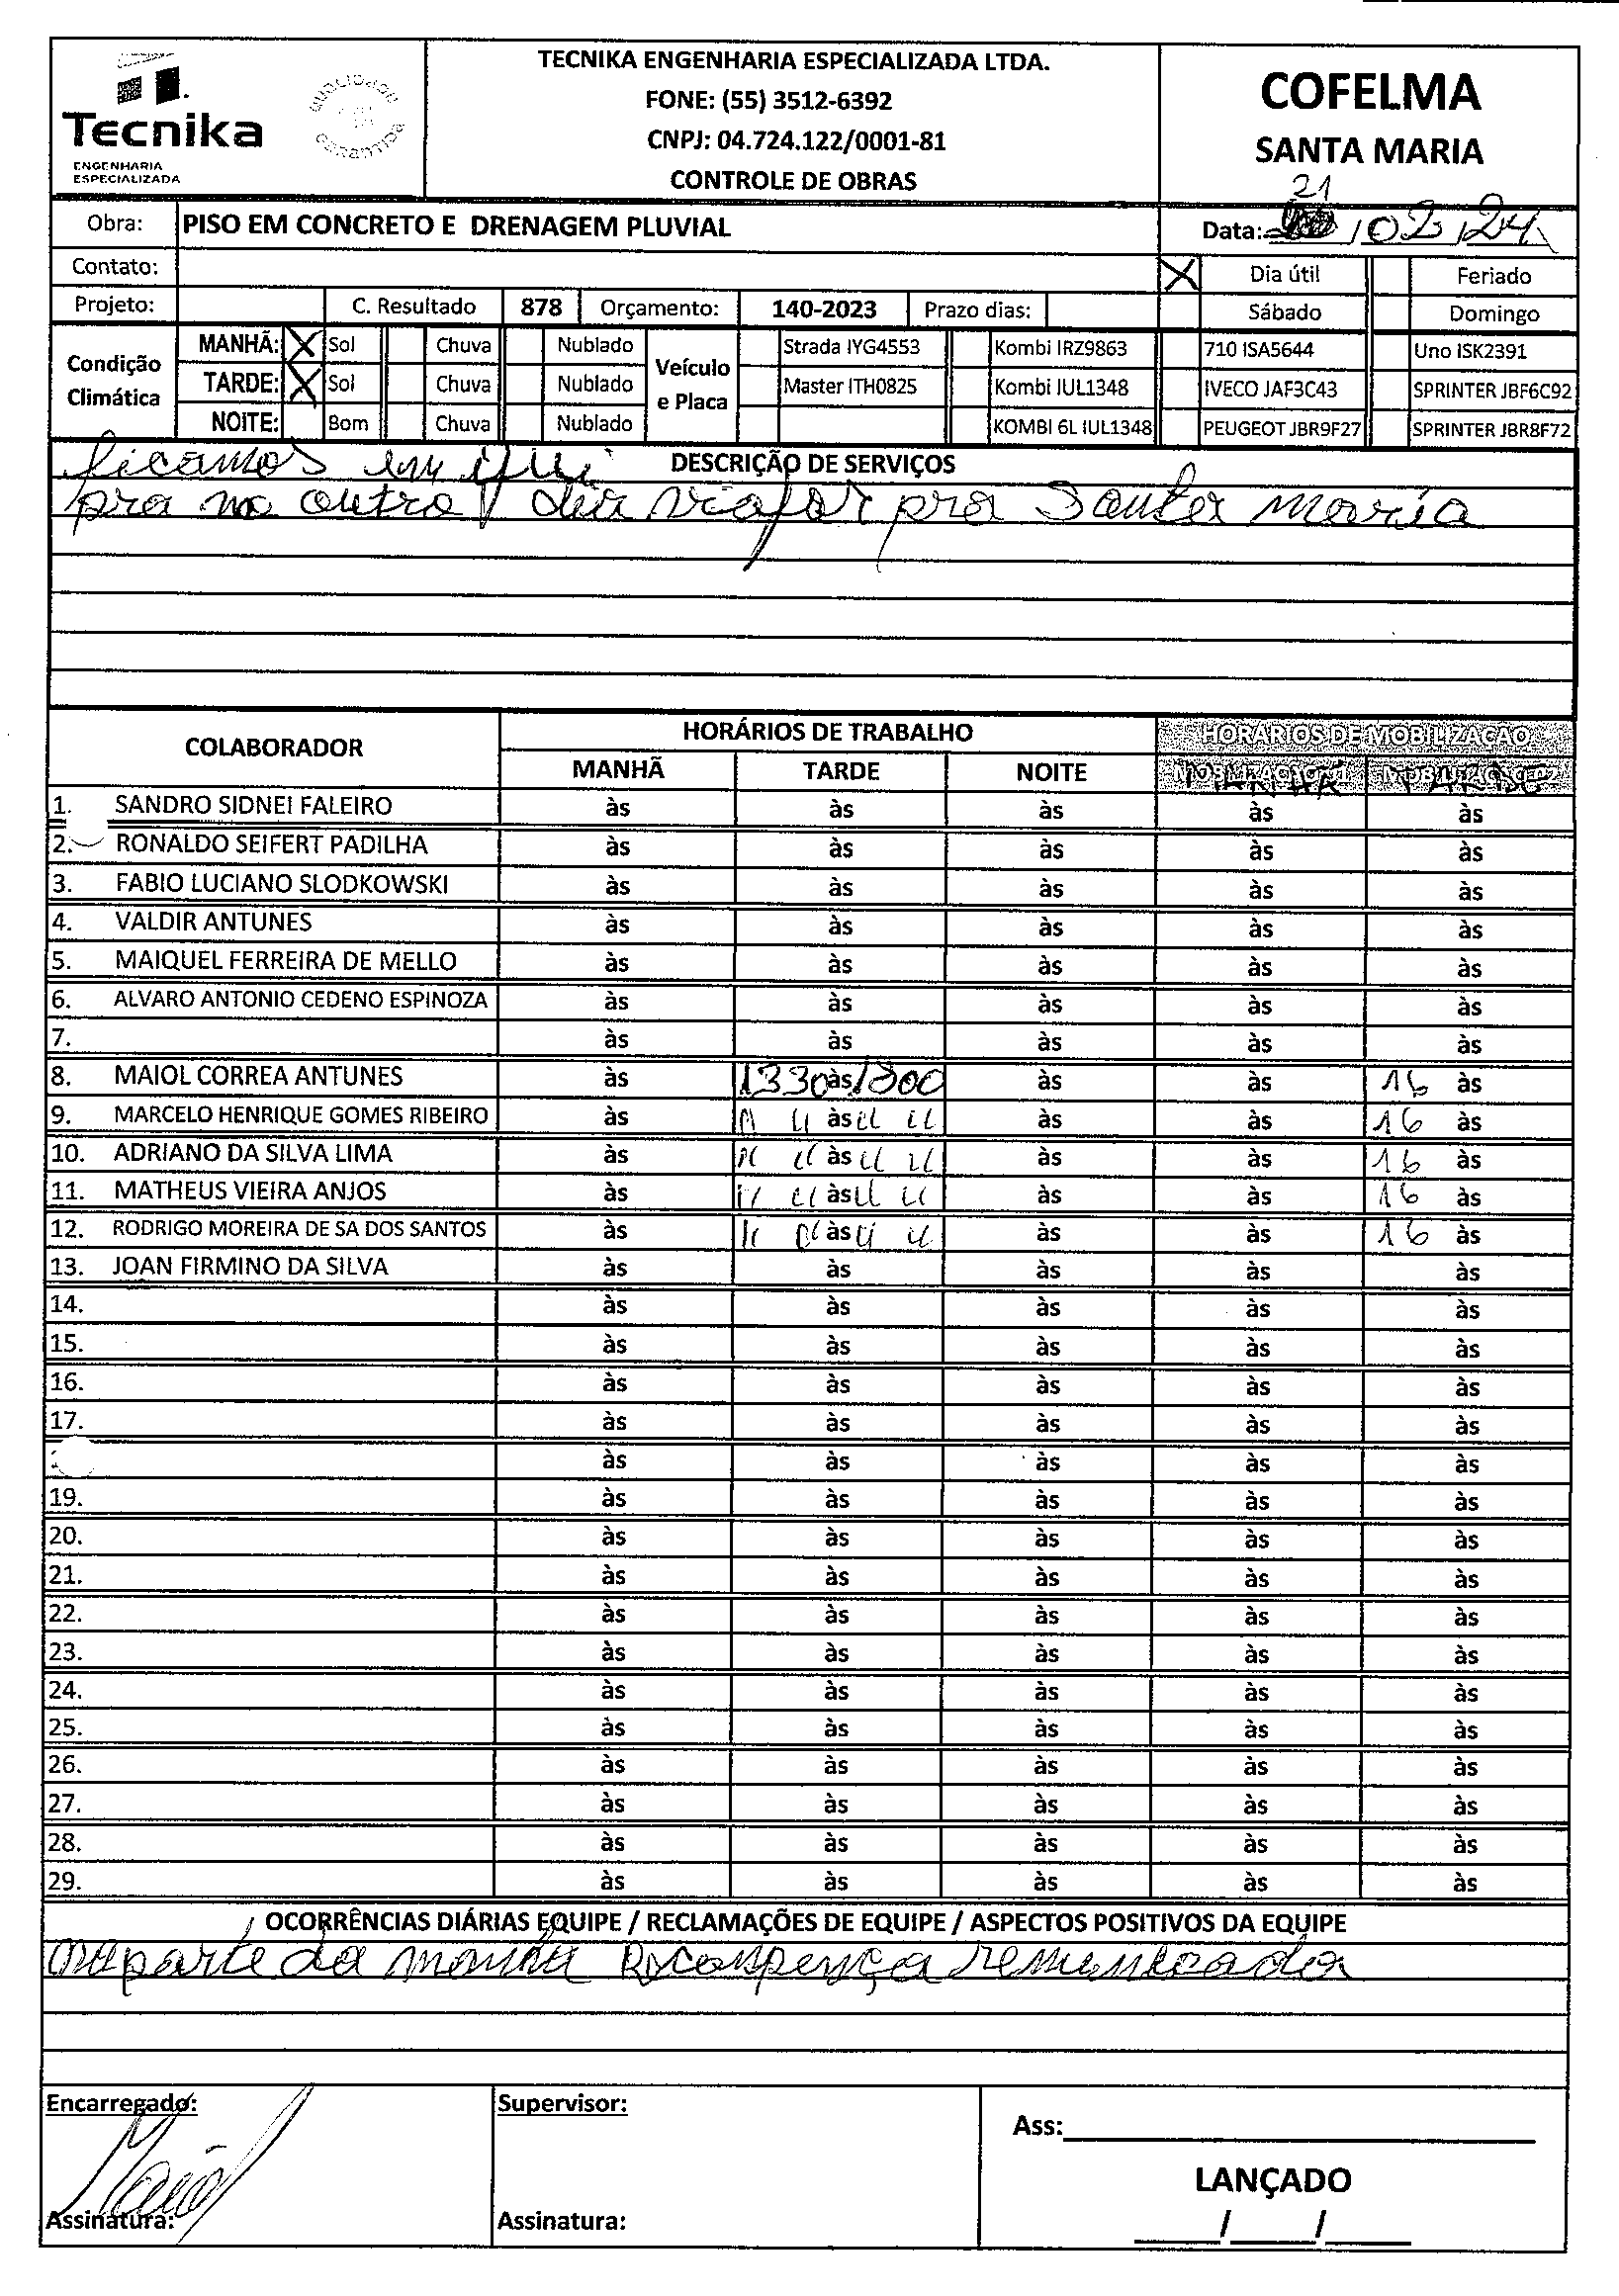 Tecnika
ENGENHARIA
ESPECIALIZADA
QUALIDADE
GARANTIDA
TECNIKA ENGENHARIA ESPECIALIZADA LTDA.
FONE: (55) 3512-6392
CNPJ: 04.724.122/0001-81
CONTROLE DE OBRAS
COFELMA
SANTA MARIA
Obra: PISO EM CONCRETO E DRENAGEM PLUVIAL Data: 21/02/24
Contato: X Dia útil Feriado
Projeto: C. Resultado 878 Orçamento: 140-2023 Prazo dias: Sábado Domingo
Condição Climática Veículo e Placa
MANHÃ: X Sol Chuva Nublado Strada IYG4553 Kombi IRZ9863 710 ISA5644 Uno ISK2391
TARDE: X Sol Chuva Nublado Master ITH0825 Kombi IUL1348 IVECO JAF3C43 SPRINTER JBF6C92
NOITE: Bom Chuva Nublado KOMBI 6L IUL1348 PEUGEOT JBR9F27 SPRINTER JBR8F72
DESCRIÇÃO DE SERVIÇOS
ficamos em ijui
pra no outro dia viajar pra Santa Maria
COLABORADOR HORÁRIOS DE TRABALHO HORÁRIOS DE MOBILIZAÇÃO
MANHÃ TARDE NOITE MANHÃ TARDE
1. SANDRO SIDNEI FALEIRO às às às às às
2. RONALDO SEIFERT PADILHA às às às às às
3. FABIO LUCIANO SLODKOWSKI às às às às às
4. VALDIR ANTUNES às às às às às
5. MAIQUEL FERREIRA DE MELLO às às às às às
6. ALVARO ANTONIO CEDENO ESPINOZA às às às às às
7. às às às às às
8. MAIOL CORREA ANTUNES às 1330 às 1800 às às 16 às
9. MARCELO HENRIQUE GOMES RIBEIRO às " " às " " às às 16 às
10. ADRIANO DA SILVA LIMA às " " às " " às às 16 às
11. MATHEUS VIEIRA ANJOS às " " às " " às às 16 às
12. RODRIGO MOREIRA DE SA DOS SANTOS às " " às " " às às 16 às
13. JOAN FIRMINO DA SILVA às às às às às
14. às às às às às
15. às às às às às
16. às às às às às
17. às às às às às
às às às às às
19. às às às às às
20. às às às às às
21. às às às às às
22. às às às às às
23. às às às às às
24. às às às às às
25. às às às às às
26. às às às às às
27. às às às às às
28. às às às às às
29. às às às às às
OCORRÊNCIAS DIÁRIAS EQUIPE / RECLAMAÇÕES DE EQUIPE / ASPECTOS POSITIVOS DA EQUIPE
na parte da manha
Encarregado: Supervisor: Ass:
Maiol
LANÇADO
Assinatura: Assinatura: / /